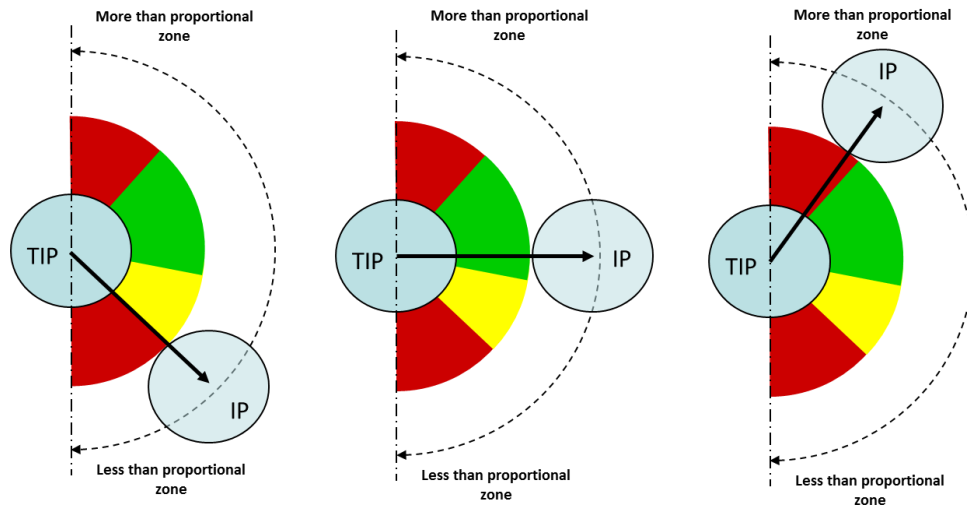 More than proportional
zone
TIP
IP
Less than proportional
zone
More than proportional
zone
TIP
IP
Less than proportional
zone
More than proportional
zone
IP
TIP
Less than proportional
zone